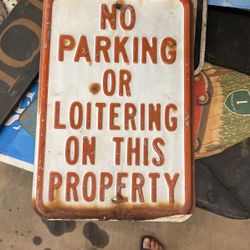 NO
PARKING
OR
LOITERING
ON THIS
PROPERTY